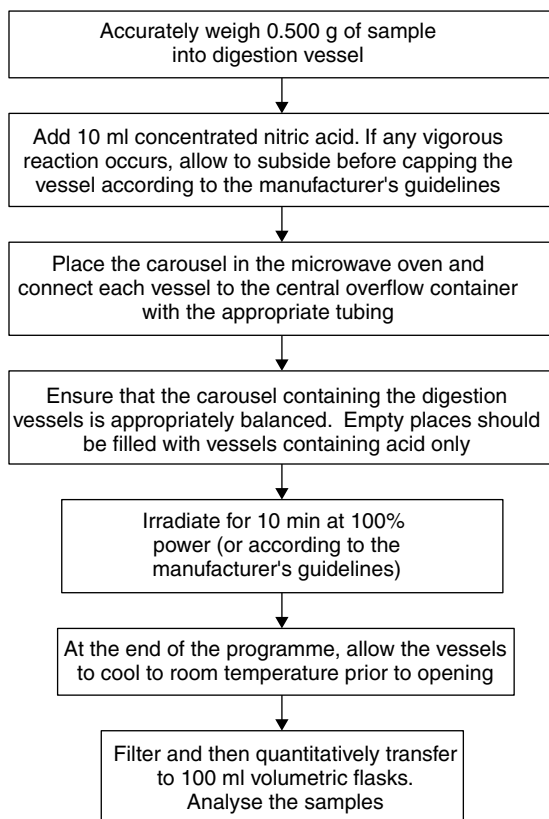 Accurately weigh 0.500 g of sample
into digestion vessel
Add 10 ml concentrated nitric acid. If any vigorous
reaction occurs, allow to subside before capping the
vessel according to the manufacturer's guidelines
Place the carousel in the microwave oven and
connect each vessel to the central overflow container
with the appropriate tubing
Ensure that the carousel containing the digestion
vessels is appropriately balanced. Empty places should
be filled with vessels containing acid only
Irradiate for 10 min at 100%
power (or according to the
manufacturer's guidelines)
At the end of the programme, allow the vessels
to cool to room temperature prior to opening
Filter and then quantitatively transfer
to 100 ml volumetric flasks.
Analyse the samples